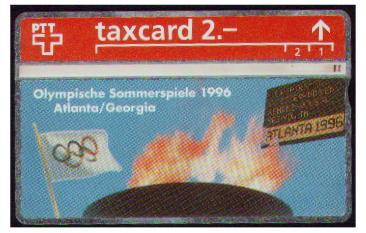 PTT
taxcard 2.–
2 1
Olympische Sommerspiele 1996
Atlanta/Georgia
ATLANTA 1996